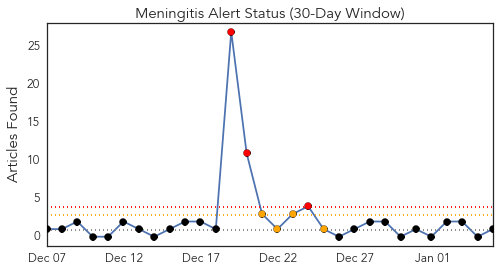 Meningitis Alert Status (30-Day Window)
Articles Found
25
20
15
10
5
0
Dec 07 Dec 12 Dec 17 Dec 22 Dec 27 Jan 01